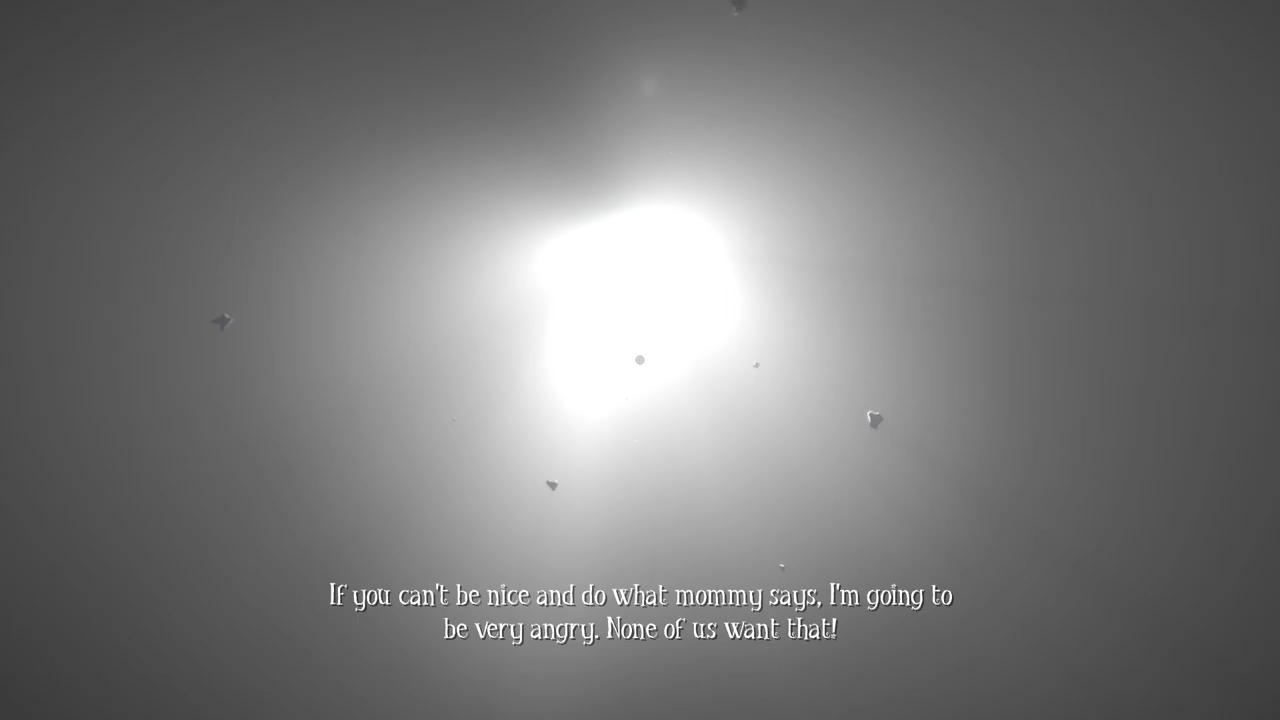 If you can't be nice and do what mommy says, I'm going to
be very angry. None of us want that!